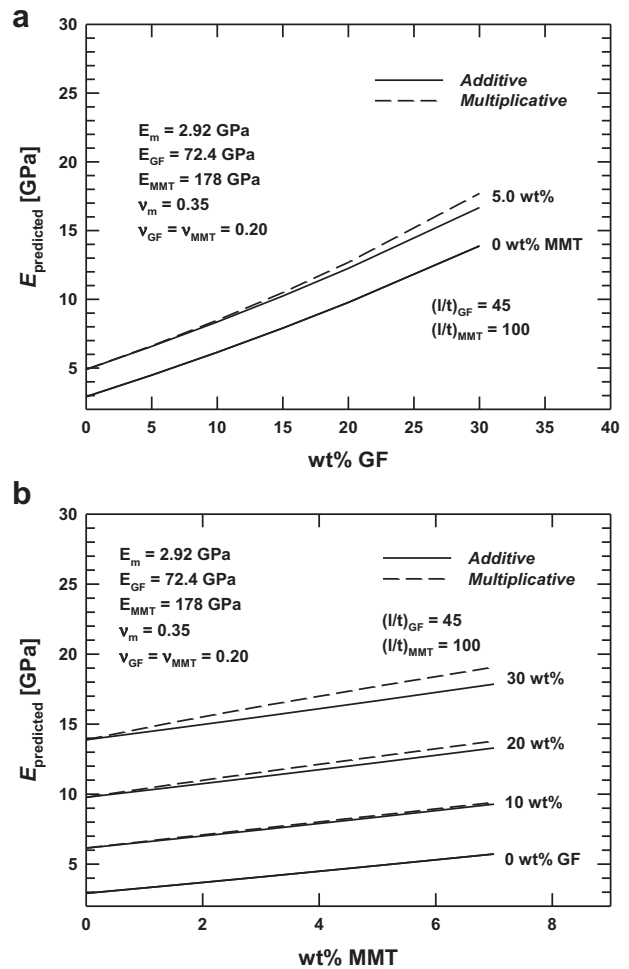 a
30
25
20
15
10
5
E_predicted [GPa]
Additive
Multiplicative
E_m = 2.92 GPa
E_GF = 72.4 GPa
E_MMT = 178 GPa
ν_m = 0.35
ν_GF = ν_MMT = 0.20
5.0 wt%
0 wt% MMT
(l/t)_GF = 45
(l/t)_MMT = 100
0 5 10 15 20 25 30 35 40
wt% GF
b
30
25
20
15
10
5
E_predicted [GPa]
E_m = 2.92 GPa
E_GF = 72.4 GPa
E_MMT = 178 GPa
ν_m = 0.35
ν_GF = ν_MMT = 0.20
Additive
Multiplicative
(l/t)_GF = 45
(l/t)_MMT = 100
30 wt%
20 wt%
10 wt%
0 wt% GF
0 2 4 6 8
wt% MMT